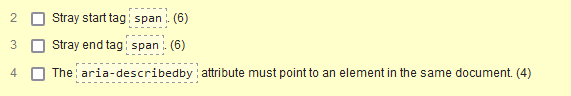 2 Stray start tag span. (6)
3 Stray end tag span. (6)
4 The aria-describedby attribute must point to an element in the same document. (4)